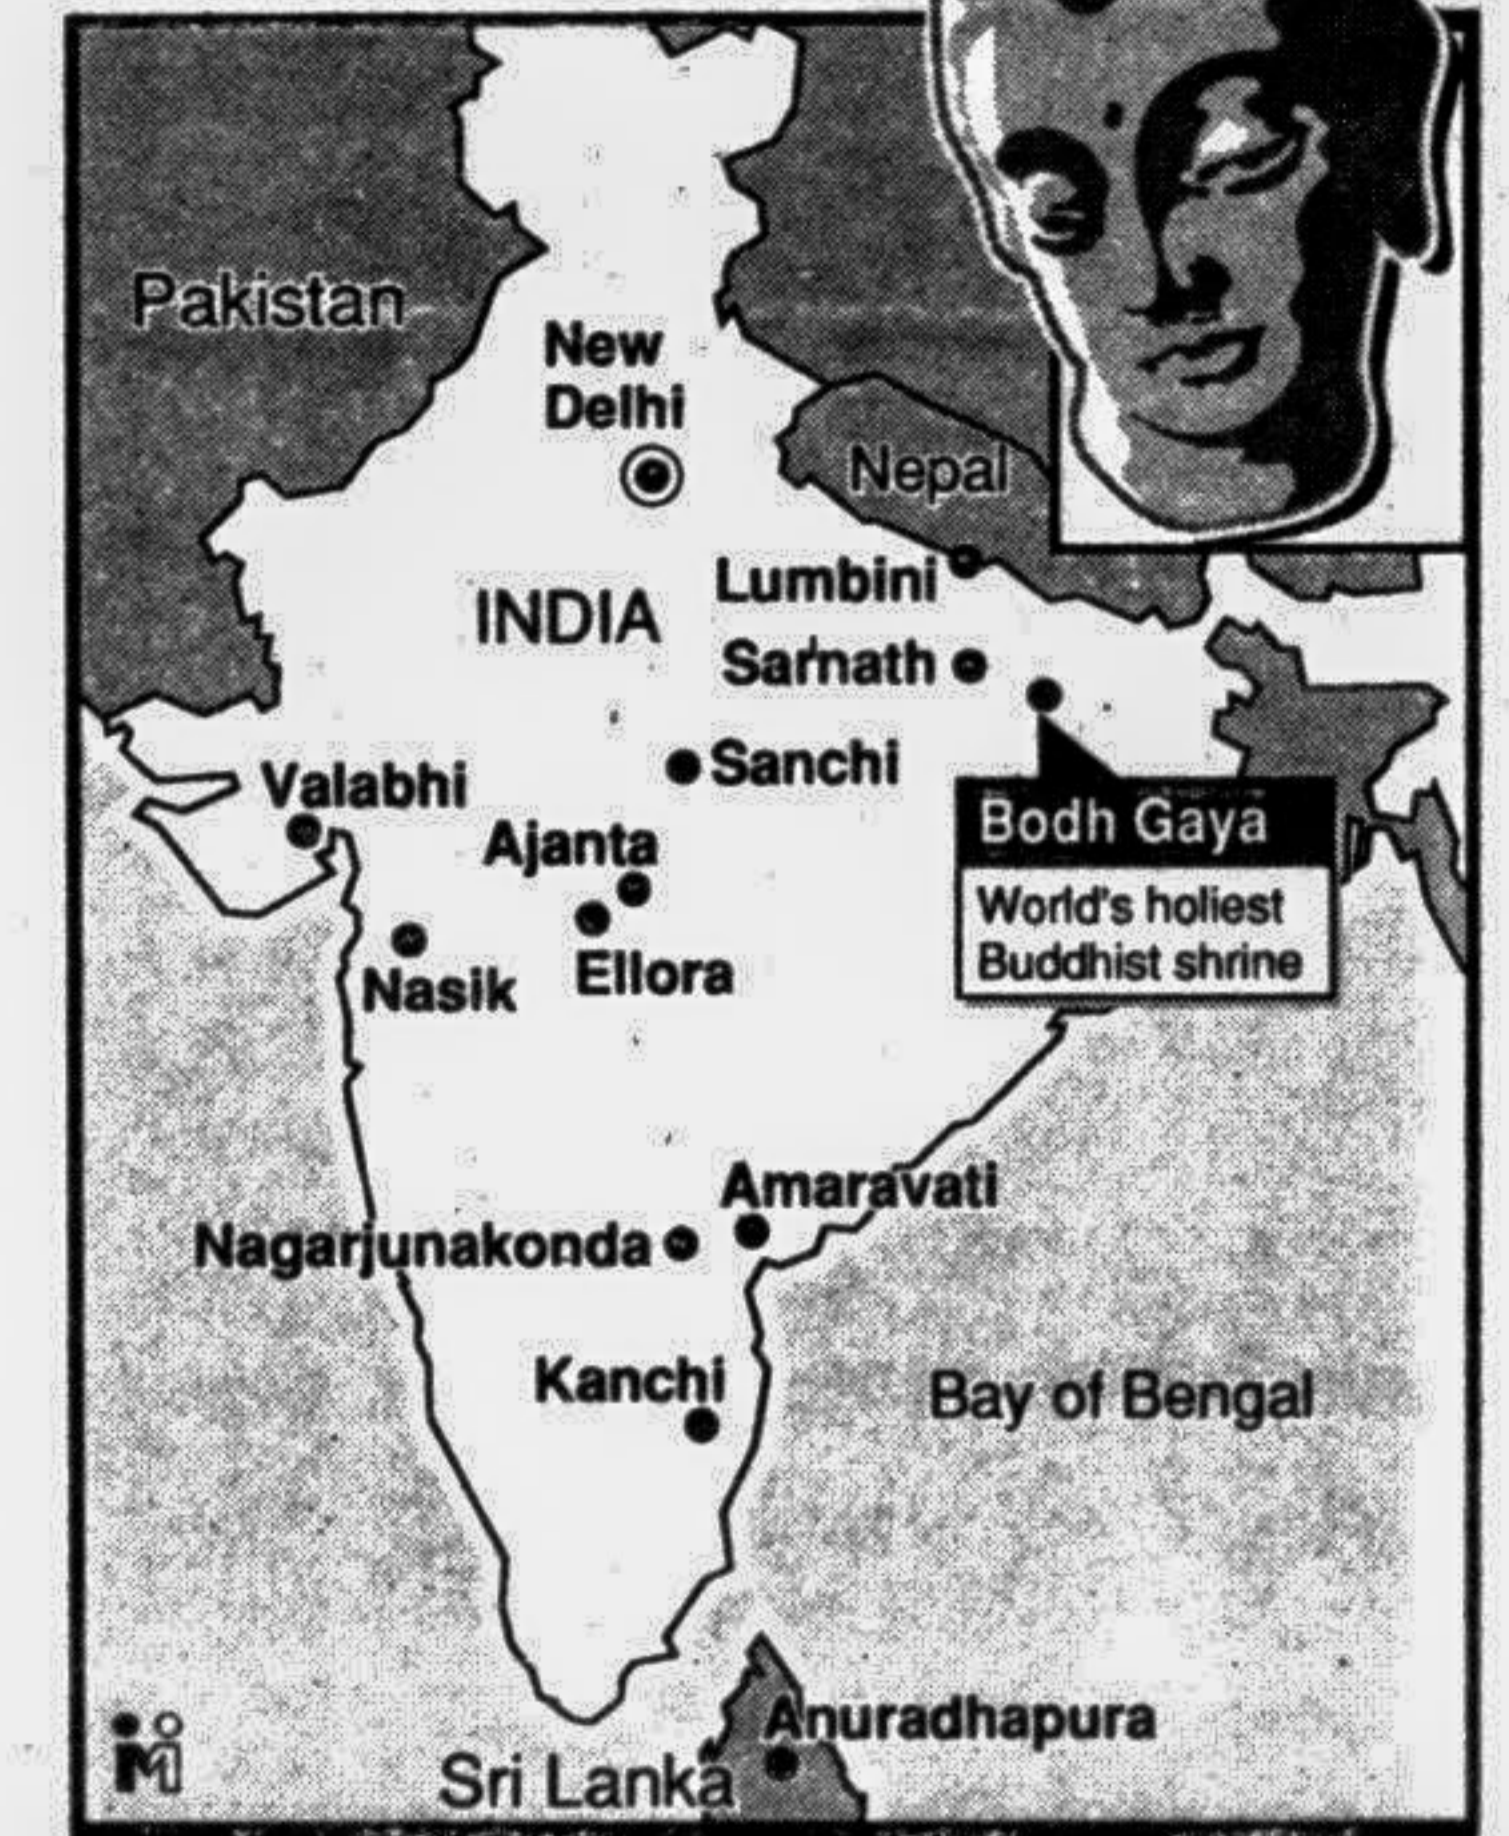 Pakistan
New
Delhi
Nepal
Lumbini
INDIA
Sarnath
Sanchi
Valabhi
Bodh Gaya
Ajanta
World's holiest
Buddhist shrine
Nasik
Ellora
Amaravati
Nagarjunakonda
Kanchi
Bay of Bengal
Anuradhapura
Sri Lanka